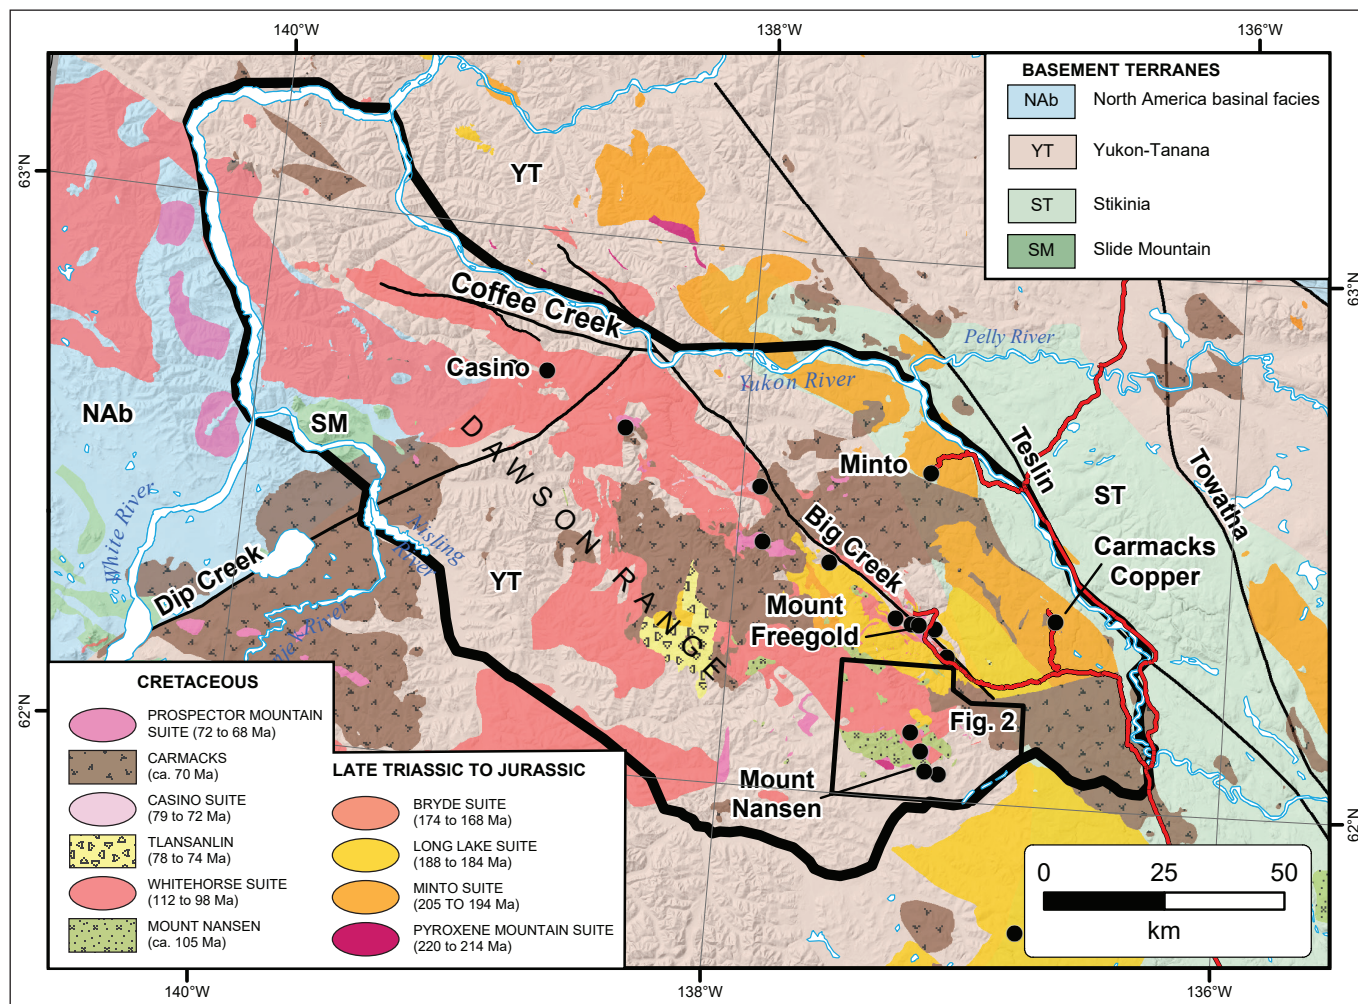 140°W
138°W
136°W
63°N
63°N
62°N
62°N
140°W
138°W
136°W
BASEMENT TERRANES
NAb
North America basinal facies
YT
Yukon-Tanana
ST
Stikinia
SM
Slide Mountain
YT
Coffee Creek
Casino
Pelly River
Yukon River
NAb
SM
DAWSON RANGE
Minto
Teslin
ST
Towatha
White River
Nisling
River
Dip Creek
YT
Big Creek
Carmacks
Copper
Mount
Freegold
River
Fig. 2
Mount
Nansen
CRETACEOUS
PROSPECTOR MOUNTAIN
SUITE (72 to 68 Ma)
CARMACKS
(ca. 70 Ma)
CASINO SUITE
(79 to 72 Ma)
TLANSANLIN
(78 to 74 Ma)
WHITEHORSE SUITE
(112 to 98 Ma)
MOUNT NANSEN
(ca. 105 Ma)
LATE TRIASSIC TO JURASSIC
BRYDE SUITE
(174 to 168 Ma)
LONG LAKE SUITE
(188 to 184 Ma)
MINTO SUITE
(205 TO 194 Ma)
PYROXENE MOUNTAIN SUITE
(220 to 214 Ma)
0 25 50
km